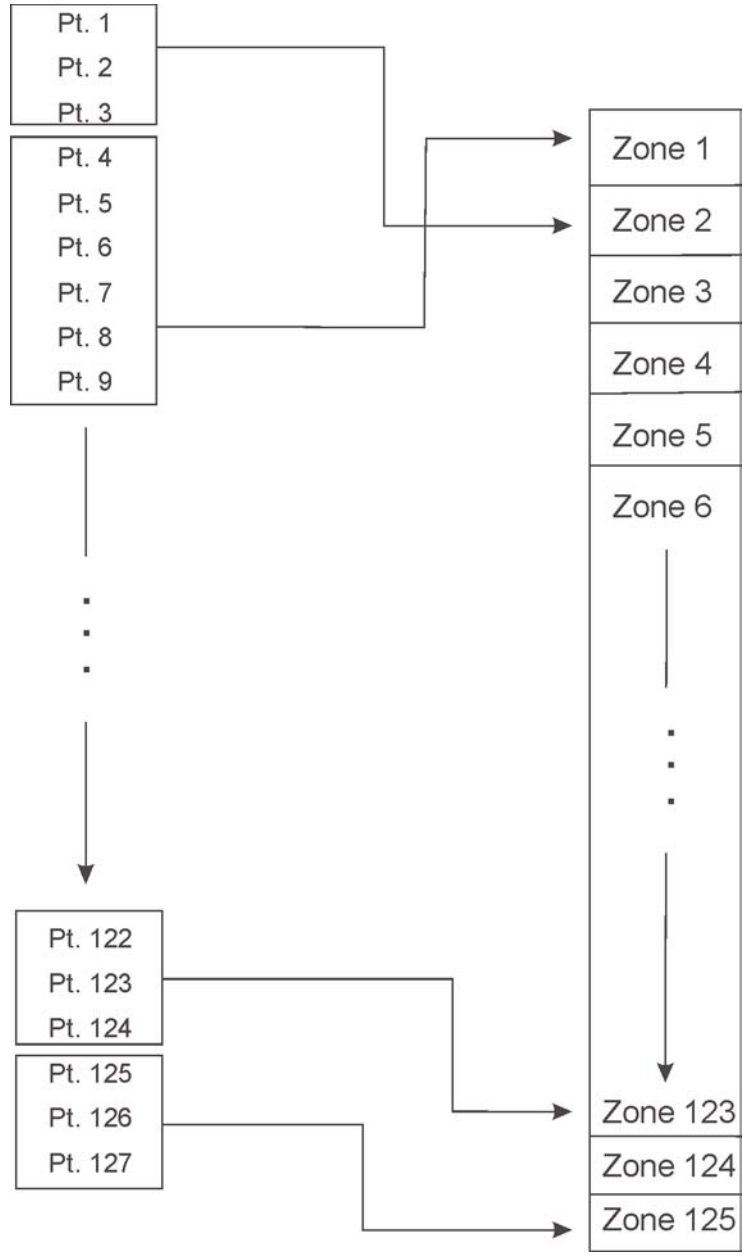 Pt. 1
Pt. 2
Pt. 3
Pt. 4
Pt. 5
Pt. 6
Pt. 7
Pt. 8
Pt. 9
Pt. 122
Pt. 123
Pt. 124
Pt. 125
Pt. 126
Pt. 127
Zone 1
Zone 2
Zone 3
Zone 4
Zone 5
Zone 6
Zone 123
Zone 124
Zone 125